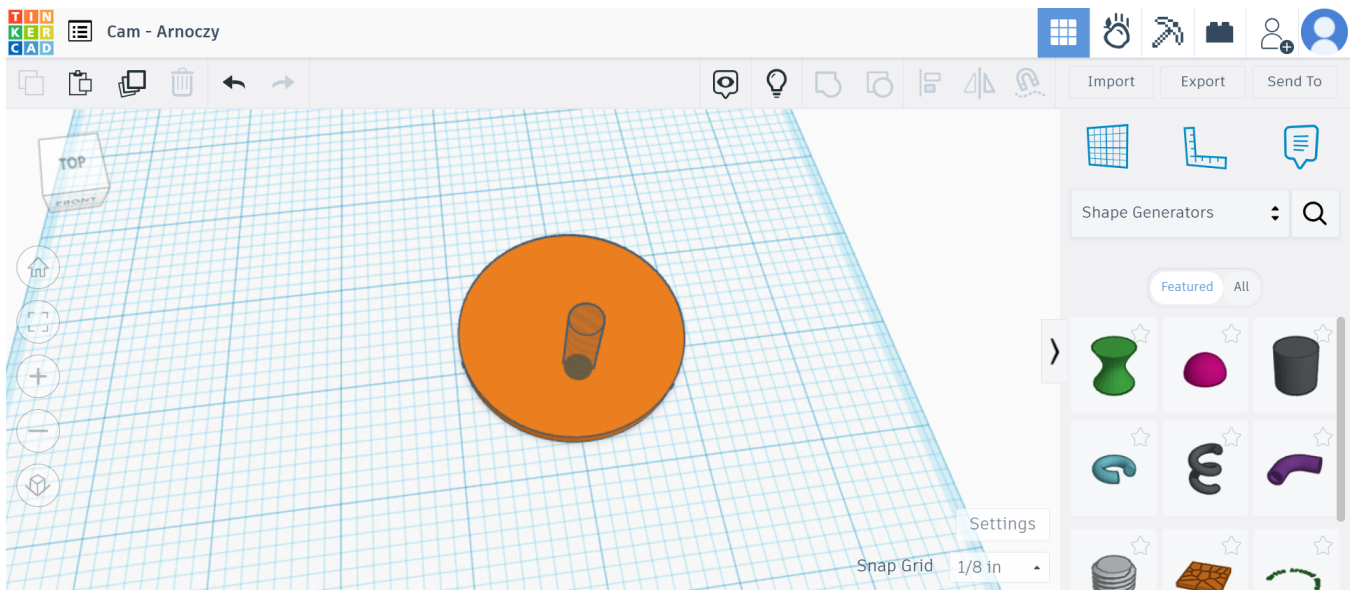 TIN
KER
CAD
Cam - Arnoczy
Import
Export
Send To
TOP
FRONT
Shape Generators
Featured
All
Settings
Snap Grid
1/8 in